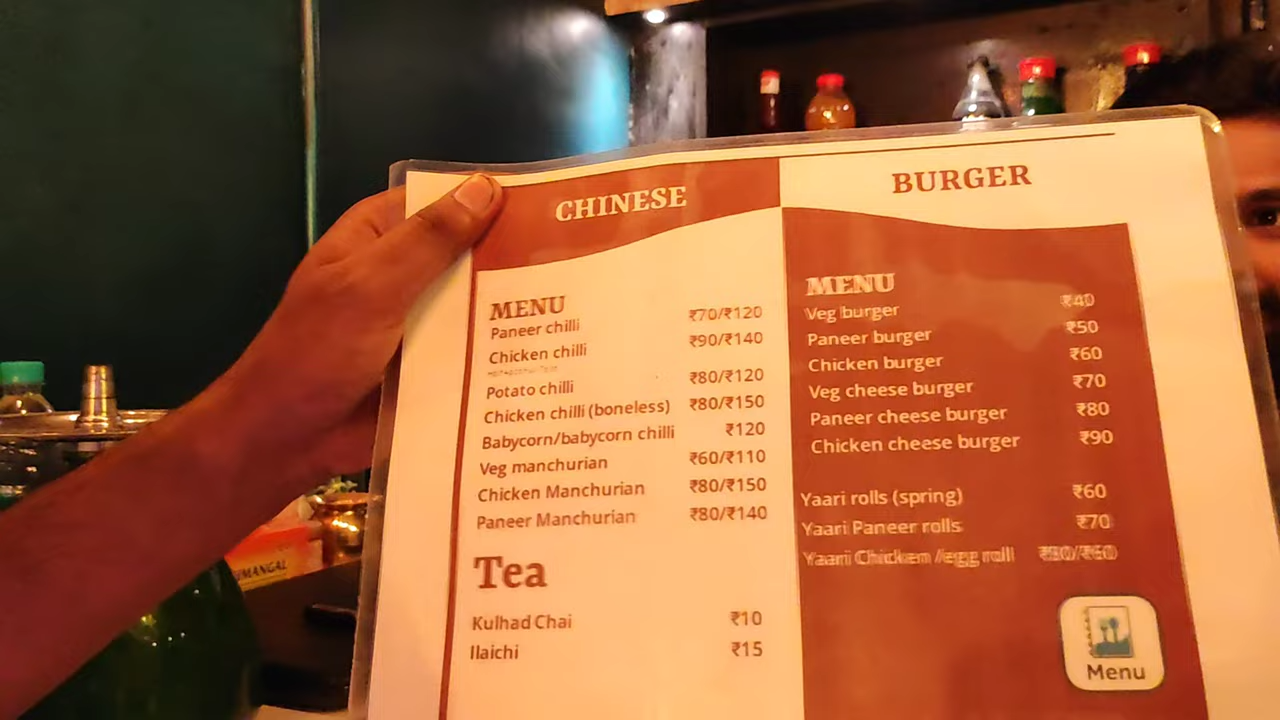 CHINESE
MENU
Paneer chilli ₹70/₹120
Chicken chilli ₹90/₹140
Potato chilli ₹80/₹120
Chicken chilli (boneless) ₹80/₹150
Babycorn/babycorn chilli ₹120
Veg manchurian ₹60/₹110
Chicken Manchurian ₹80/₹150
Paneer Manchurian ₹80/₹140
Tea
Kulhad Chai ₹10
Ilaichi ₹15
BURGER
MENU
Veg burger ₹40
Paneer burger ₹50
Chicken burger ₹60
Veg cheese burger ₹70
Paneer cheese burger ₹80
Chicken cheese burger ₹90
Yaari rolls (spring) ₹60
Yaari Paneer rolls ₹70
Yaari Chicken /egg roll
Menu